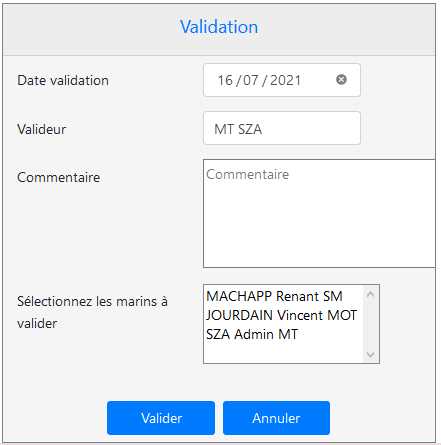 Validation
Date validation
16/07/2021
Valideur
MT SZA
Commentaire
Commentaire
Sélectionnez les marins à
valider
MACHAPP Renant SM
JOURDAIN Vincent MOT
SZA Admin MT
Valider
Annuler